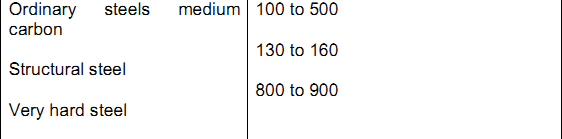 Ordinary steels medium
carbon
Structural steel
Very hard steel
100 to 500
130 to 160
800 to 900